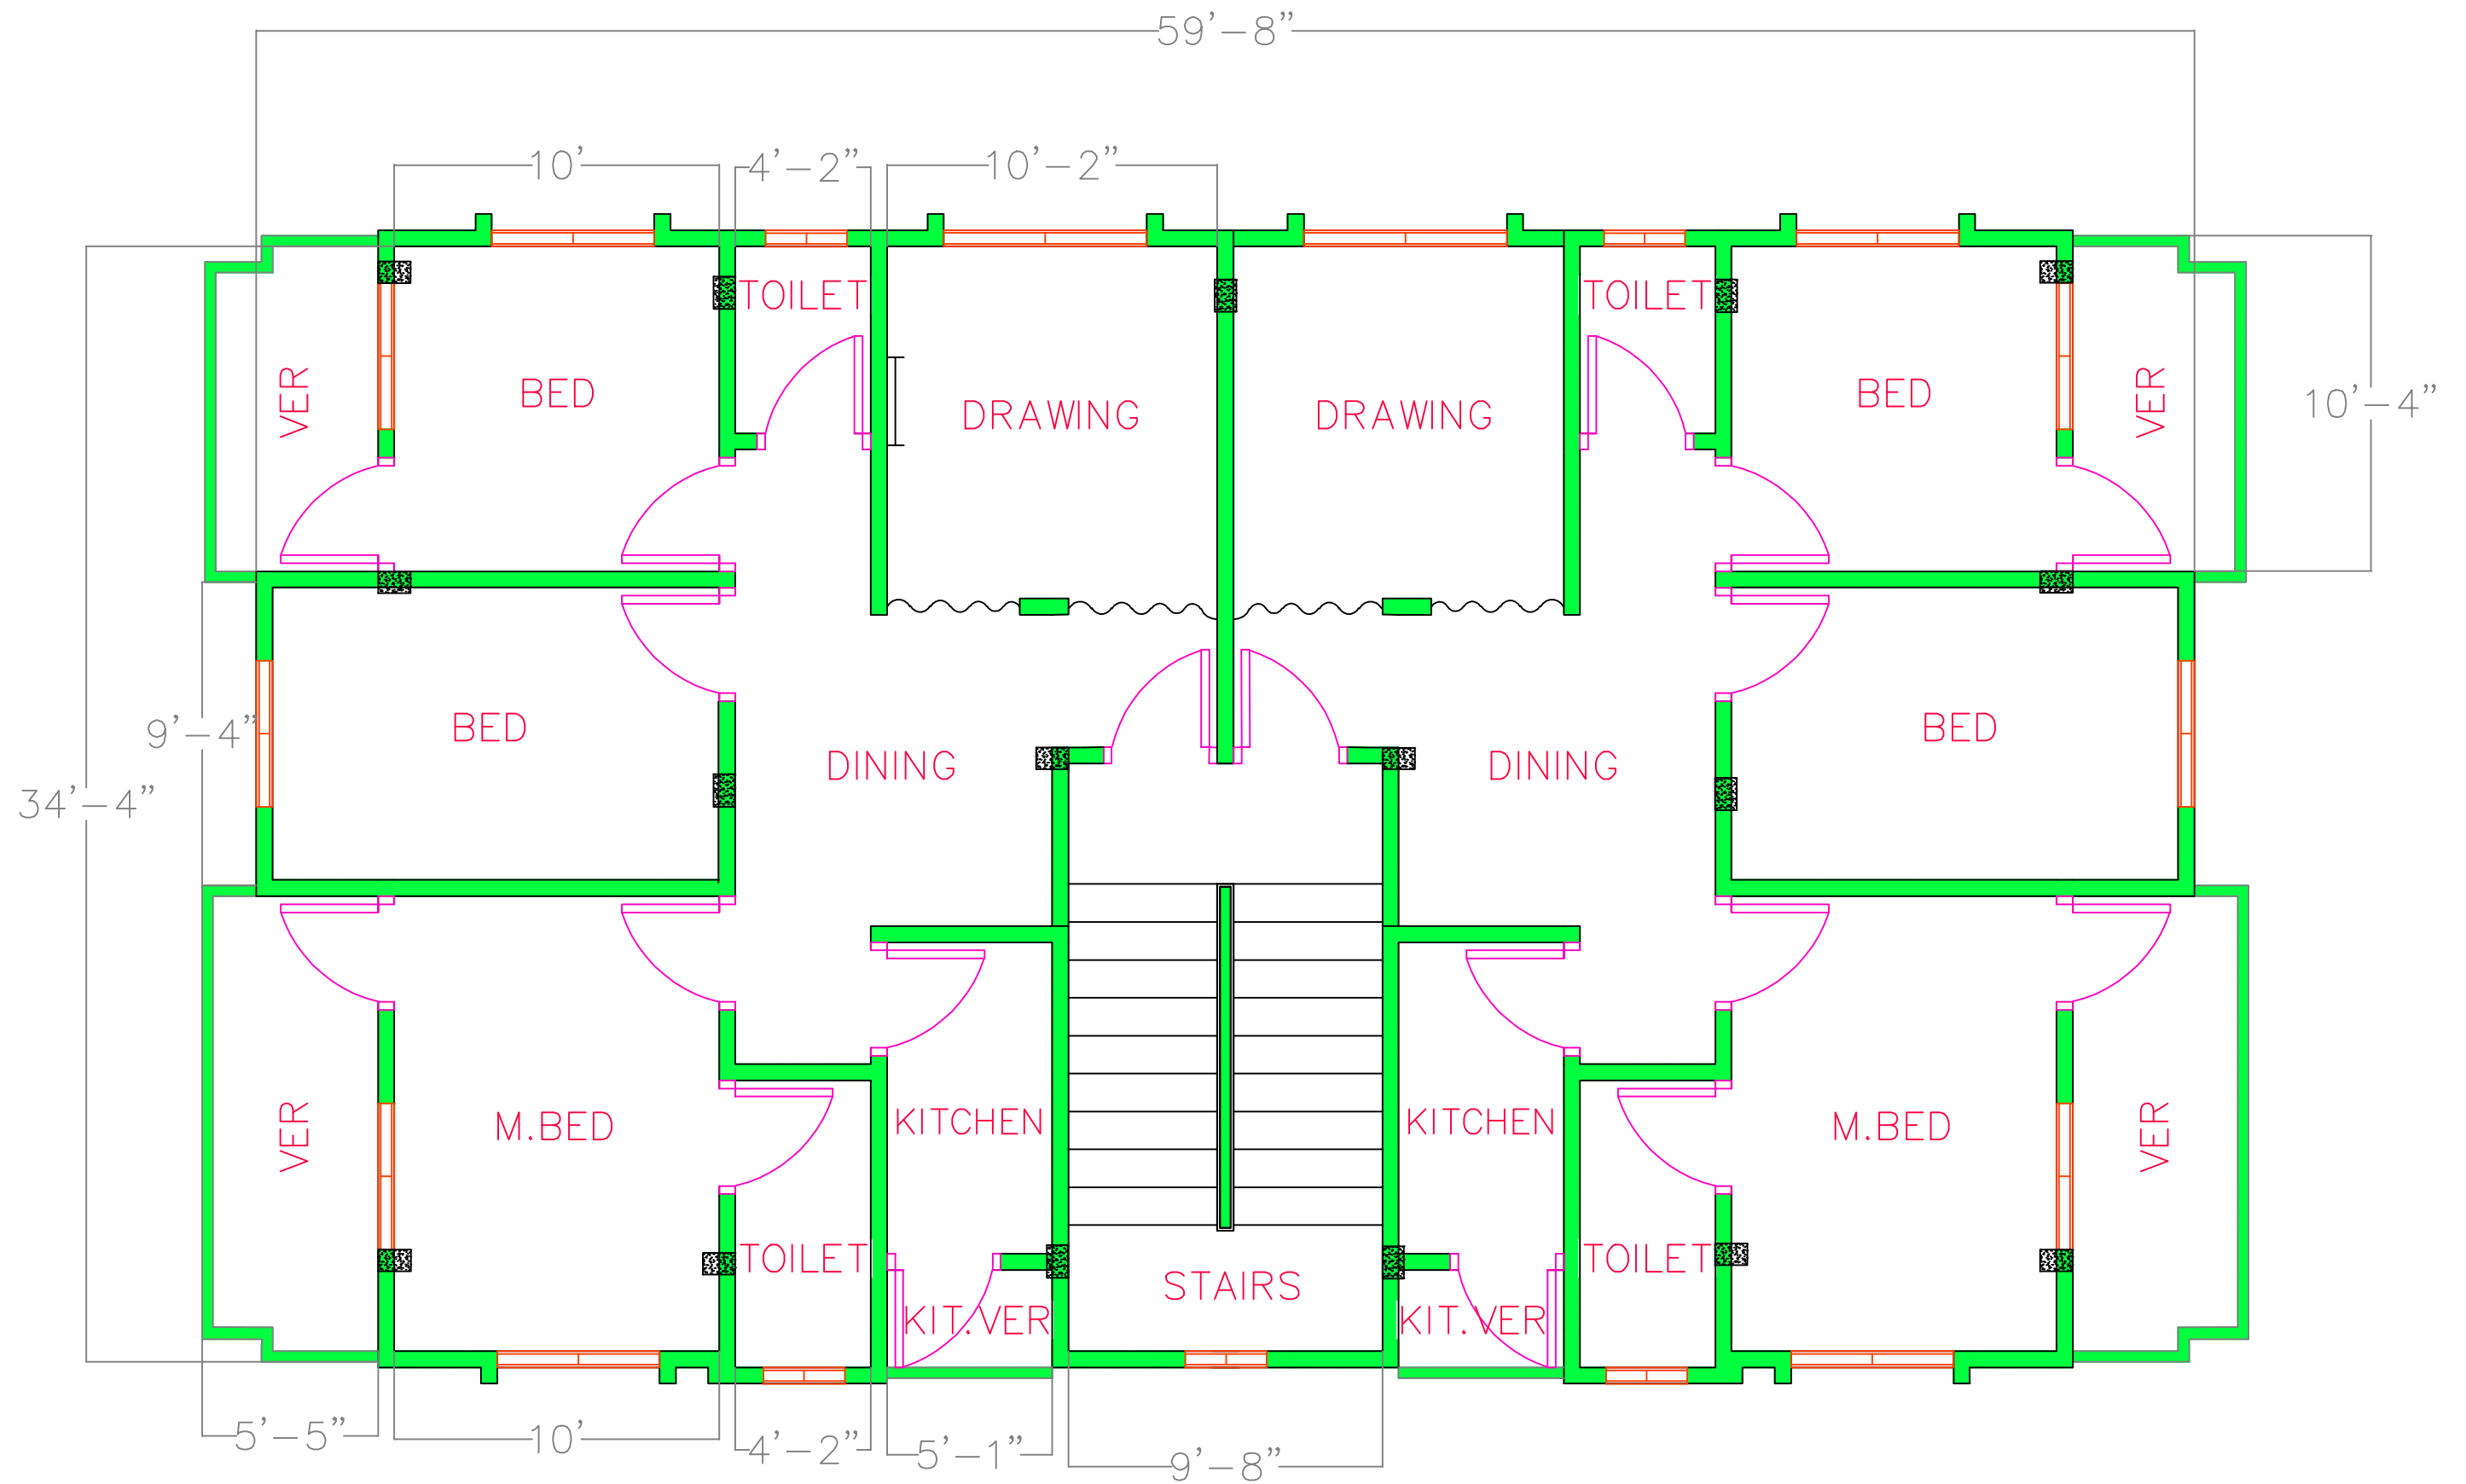 59'-8"
10' 4'-2" 10'-2"
TOILET TOILET
VER BED DRAWING DRAWING BED VER 10'-4"
BED BED
9'-4"
DINING DINING
34'-4"
VER M.BED KITCHEN KITCHEN M.BED VER
TOILET TOILET
STAIRS
KIT.VER KIT.VER
5'-5" 10' 4'-2" 5'-1" 9'-8"